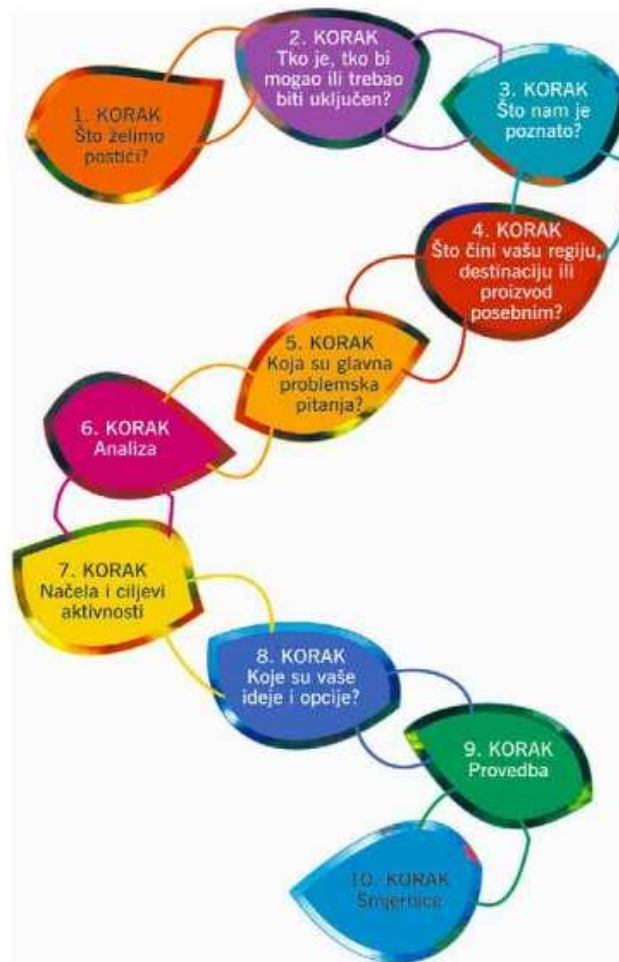 1. KORAK
Što želimo
postići?
2. KORAK
Tko je, tko bi
mogao ili trebao
biti uključen?
3. KORAK
Što nam je
poznato?
4. KORAK
Što čini vašu regiju,
destinaciju ili
proizvod
posebnim?
5. KORAK
Koja su glavna
problemska
pitanja?
6. KORAK
Analiza
7. KORAK
Načela i ciljevi
aktivnosti
8. KORAK
Koje su vaše
ideje i opcije?
9. KORAK
Provedba
10. KORAK
Smjernice